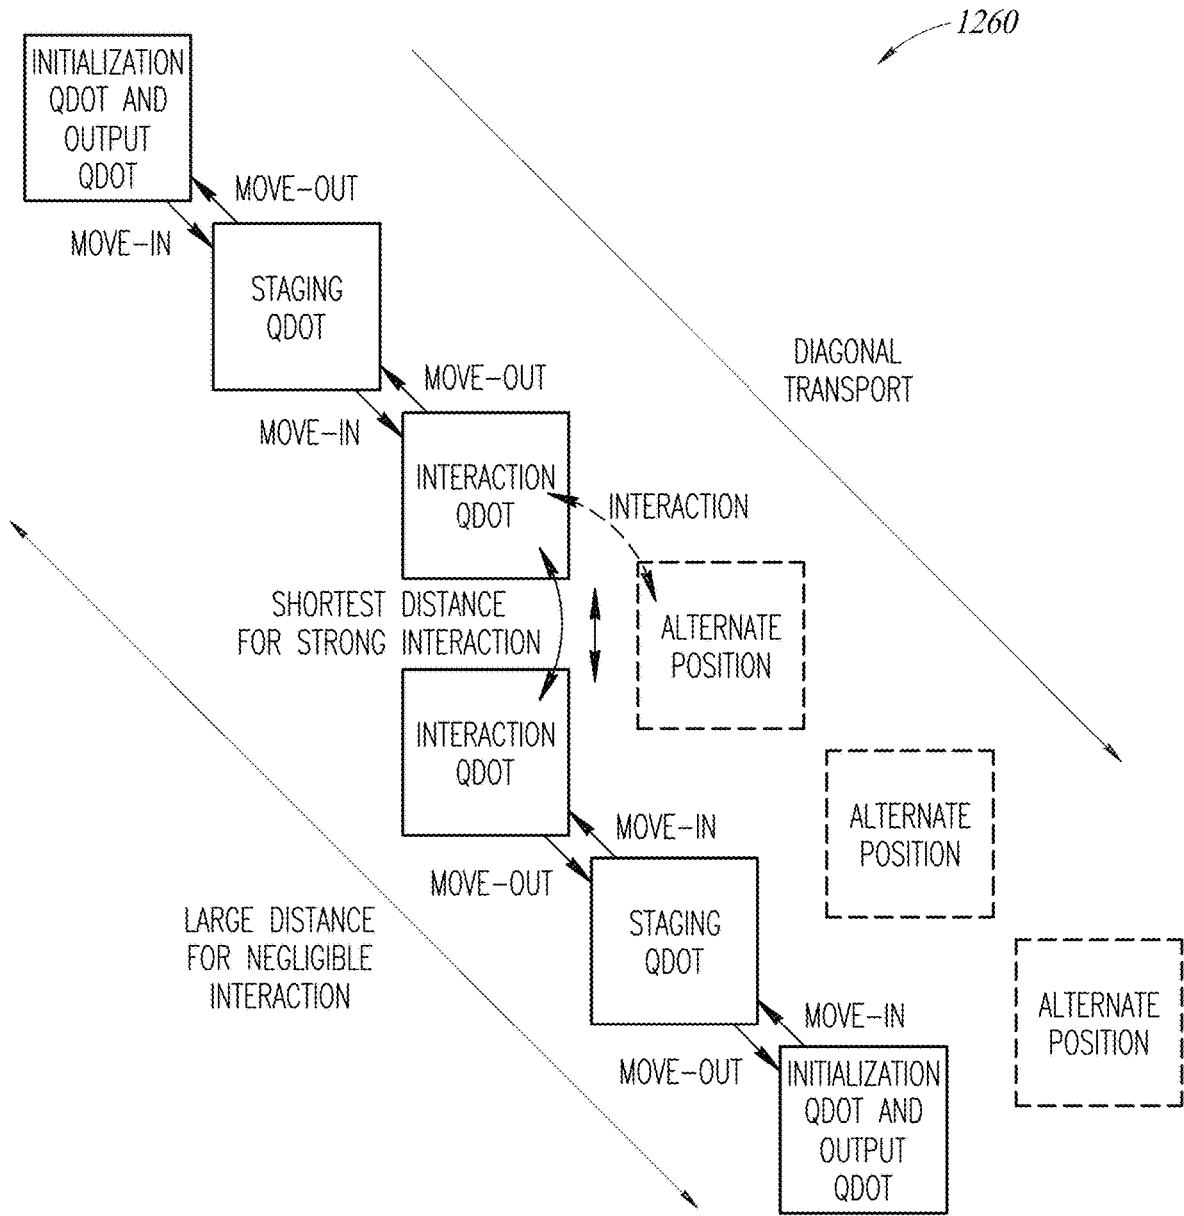 1260
INITIALIZATION
QDOT AND
OUTPUT
QDOT
MOVE-OUT
MOVE-IN
STAGING
QDOT
DIAGONAL
TRANSPORT
MOVE-OUT
MOVE-IN
INTERACTION
QDOT
INTERACTION
SHORTEST DISTANCE
FOR STRONG INTERACTION
ALTERNATE
POSITION
INTERACTION
QDOT
MOVE-IN
MOVE-OUT
ALTERNATE
POSITION
LARGE DISTANCE
FOR NEGLIGIBLE
INTERACTION
STAGING
QDOT
ALTERNATE
POSITION
MOVE-IN
MOVE-OUT
INITIALIZATION
QDOT AND
OUTPUT
QDOT